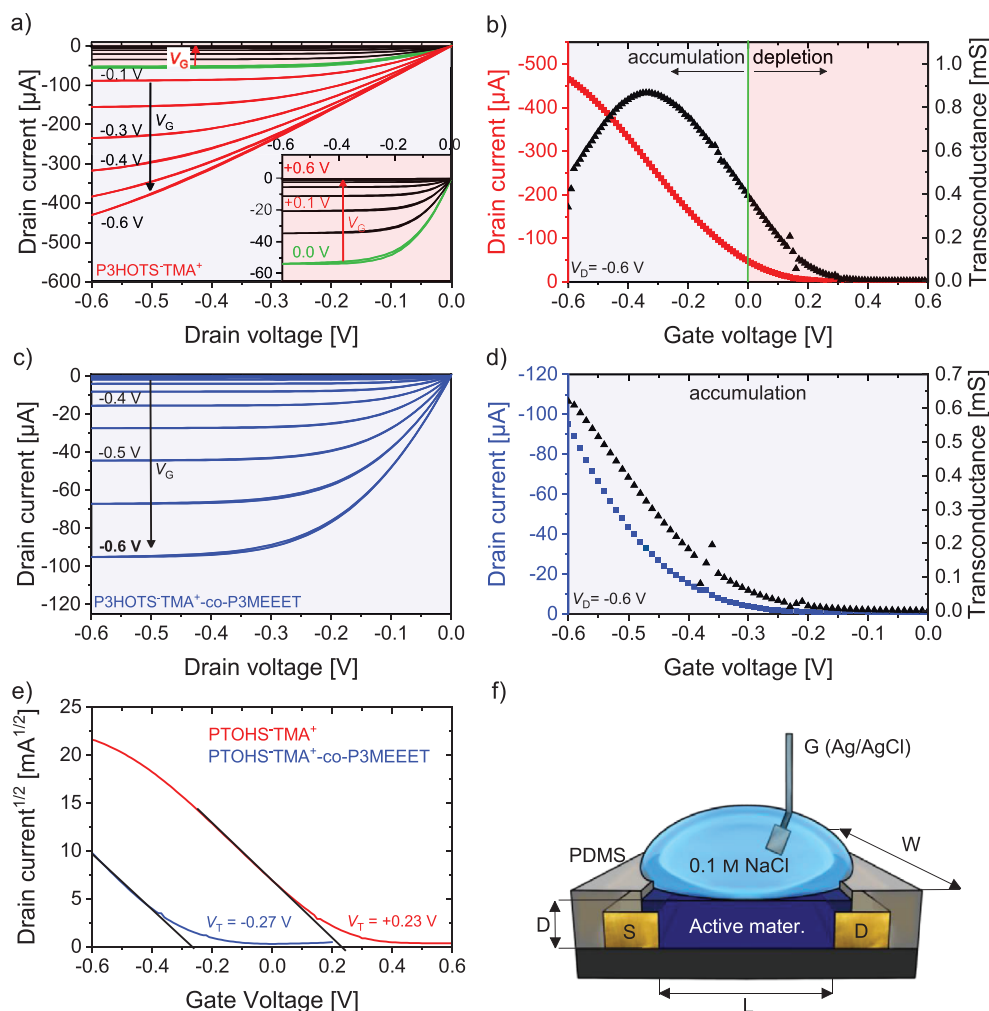 a)
Drain current [µA]
0
-100
-200
-300
-400
-500
-600
V_G
-0.1 V
-0.3 V
-0.4 V
-0.6 V
V_G
P3HOTS⁻TMA⁺
-0.6 -0.5 -0.4 -0.3 -0.2 -0.1 0.0
Drain voltage [V]
-0.6 -0.4 -0.2 0.0
+0.6 V
+0.1 V
V_G
0.0 V
0
-20
-40
-60
b)
Drain current [µA]
-500
-400
-300
-200
-100
0
accumulation
depletion
V_D= -0.6 V
1.0
0.8
0.6
0.4
0.2
0.0
Transconductance [mS]
-0.6 -0.4 -0.2 0.0 0.2 0.4 0.6
Gate voltage [V]
c)
Drain current [µA]
0
-20
-40
-60
-80
-100
-120
-0.4 V
-0.5 V
V_G
-0.6 V
P3HOTS⁻TMA⁺-co-P3MEEET
-0.6 -0.5 -0.4 -0.3 -0.2 -0.1 0.0
Drain voltage [V]
d)
Drain current [µA]
-120
-100
-80
-60
-40
-20
0
accumulation
V_D= -0.6 V
0.7
0.6
0.5
0.4
0.3
0.2
0.1
0.0
Transconductance [mS]
-0.6 -0.5 -0.4 -0.3 -0.2 -0.1 0.0
Gate voltage [V]
e)
Drain current^1/2 [mA^1/2]
25
20
15
10
5
0
PTOHS⁻TMA⁺
PTOHS⁻TMA⁺-co-P3MEEET
V_T = -0.27 V
V_T = +0.23 V
-0.6 -0.4 -0.2 0.0 0.2 0.4 0.6
Gate Voltage [V]
f)
G (Ag/AgCl)
W
PDMS
0.1 M NaCl
D
S
Active mater.
D
L